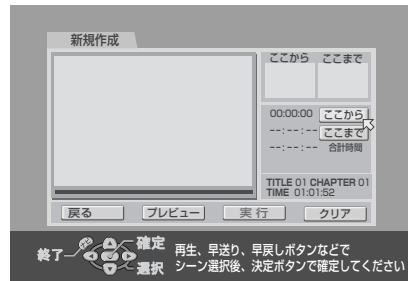 新規作成
ここから ここまで
00:00:00 ここから
--:--:-- ここまで
--:--:-- 合計時間
TITLE 01 CHAPTER 01
TIME 01:01:52
戻る プレビュー 実行 クリア
確定
終了
選択
再生、早送り、早戻しボタンなどで
シーン選択後、決定ボタンで確定してください